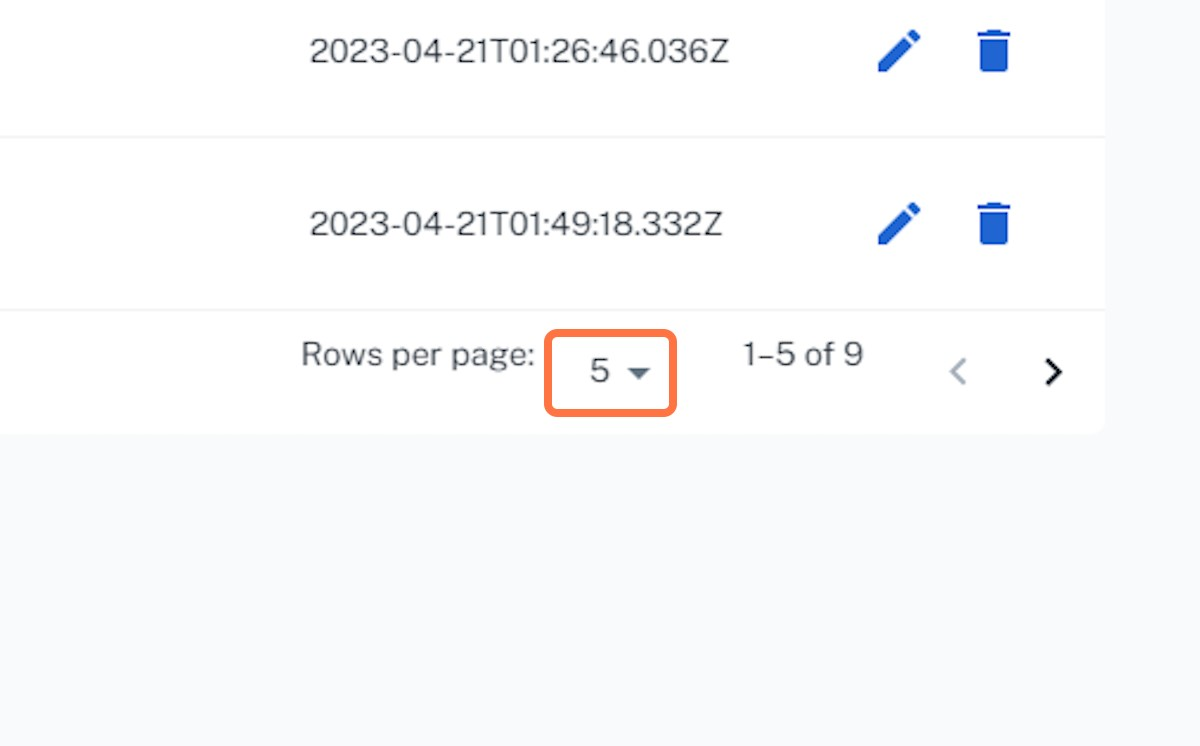 2023-04-21T01:26:46.036Z
2023-04-21T01:49:18.332Z
Rows per page: 5 1–5 of 9